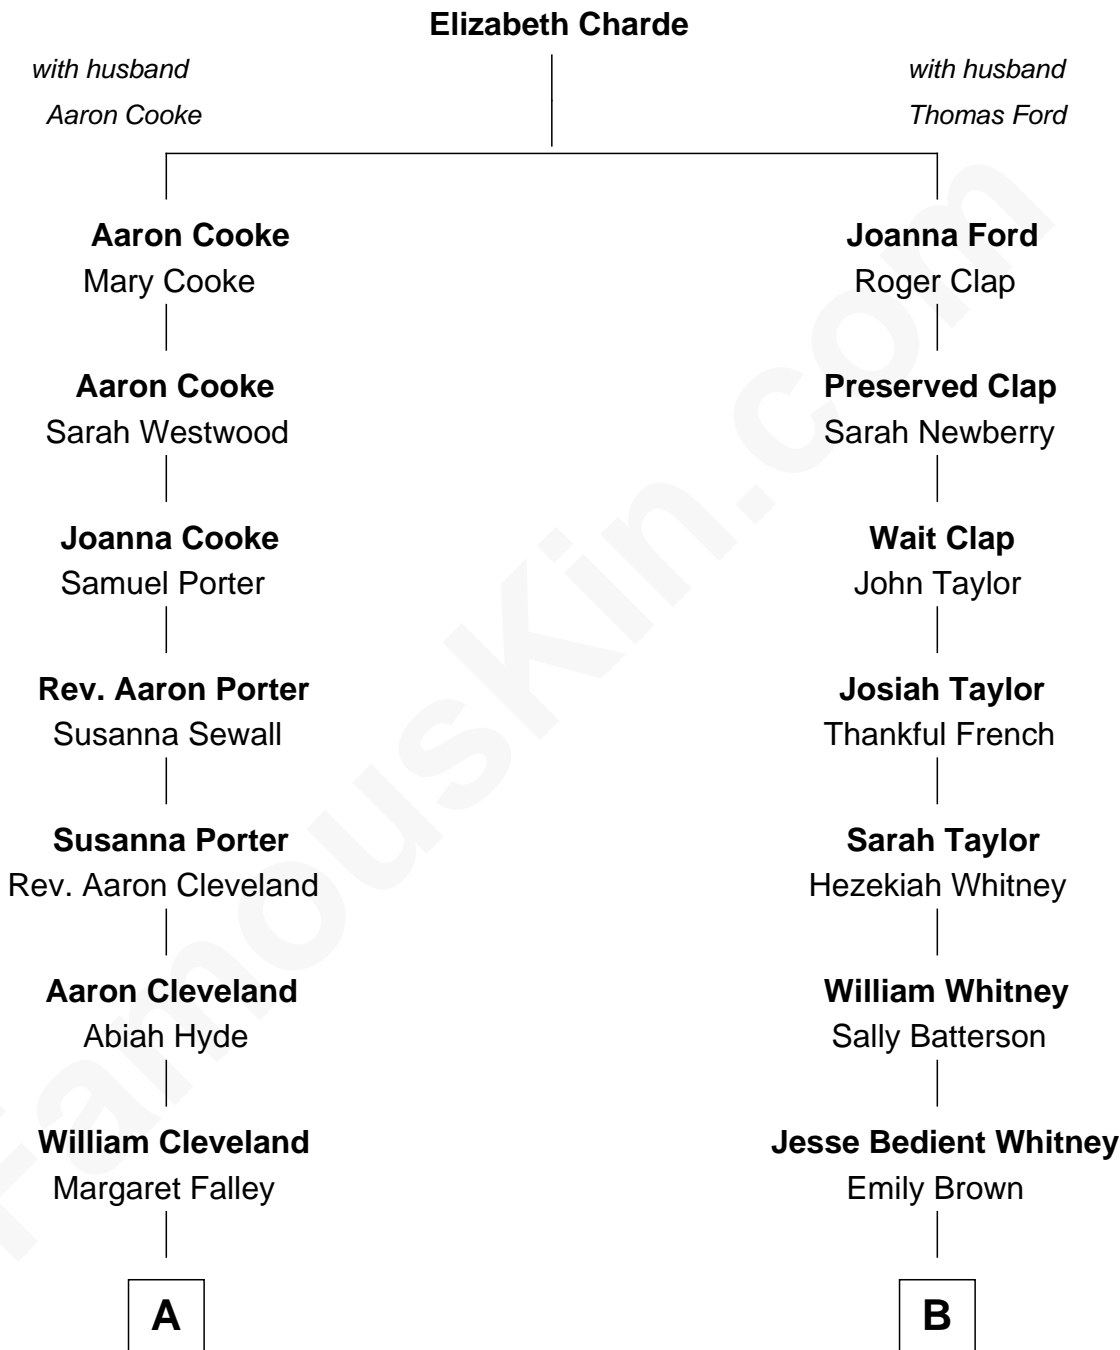 Elizabeth Charde
with husband
Aaron Cooke
with husband
Thomas Ford
Aaron Cooke
Mary Cooke
Joanna Ford
Roger Clap
Aaron Cooke
Sarah Westwood
Preserved Clap
Sarah Newberry
Joanna Cooke
Samuel Porter
Wait Clap
John Taylor
Rev. Aaron Porter
Susanna Sewall
Josiah Taylor
Thankful French
Susanna Porter
Rev. Aaron Cleveland
Sarah Taylor
Hezekiah Whitney
Aaron Cleveland
Abiah Hyde
William Whitney
Sally Batterson
William Cleveland
Margaret Falley
Jesse Bedient Whitney
Emily Brown
A
B
FamousKin.com